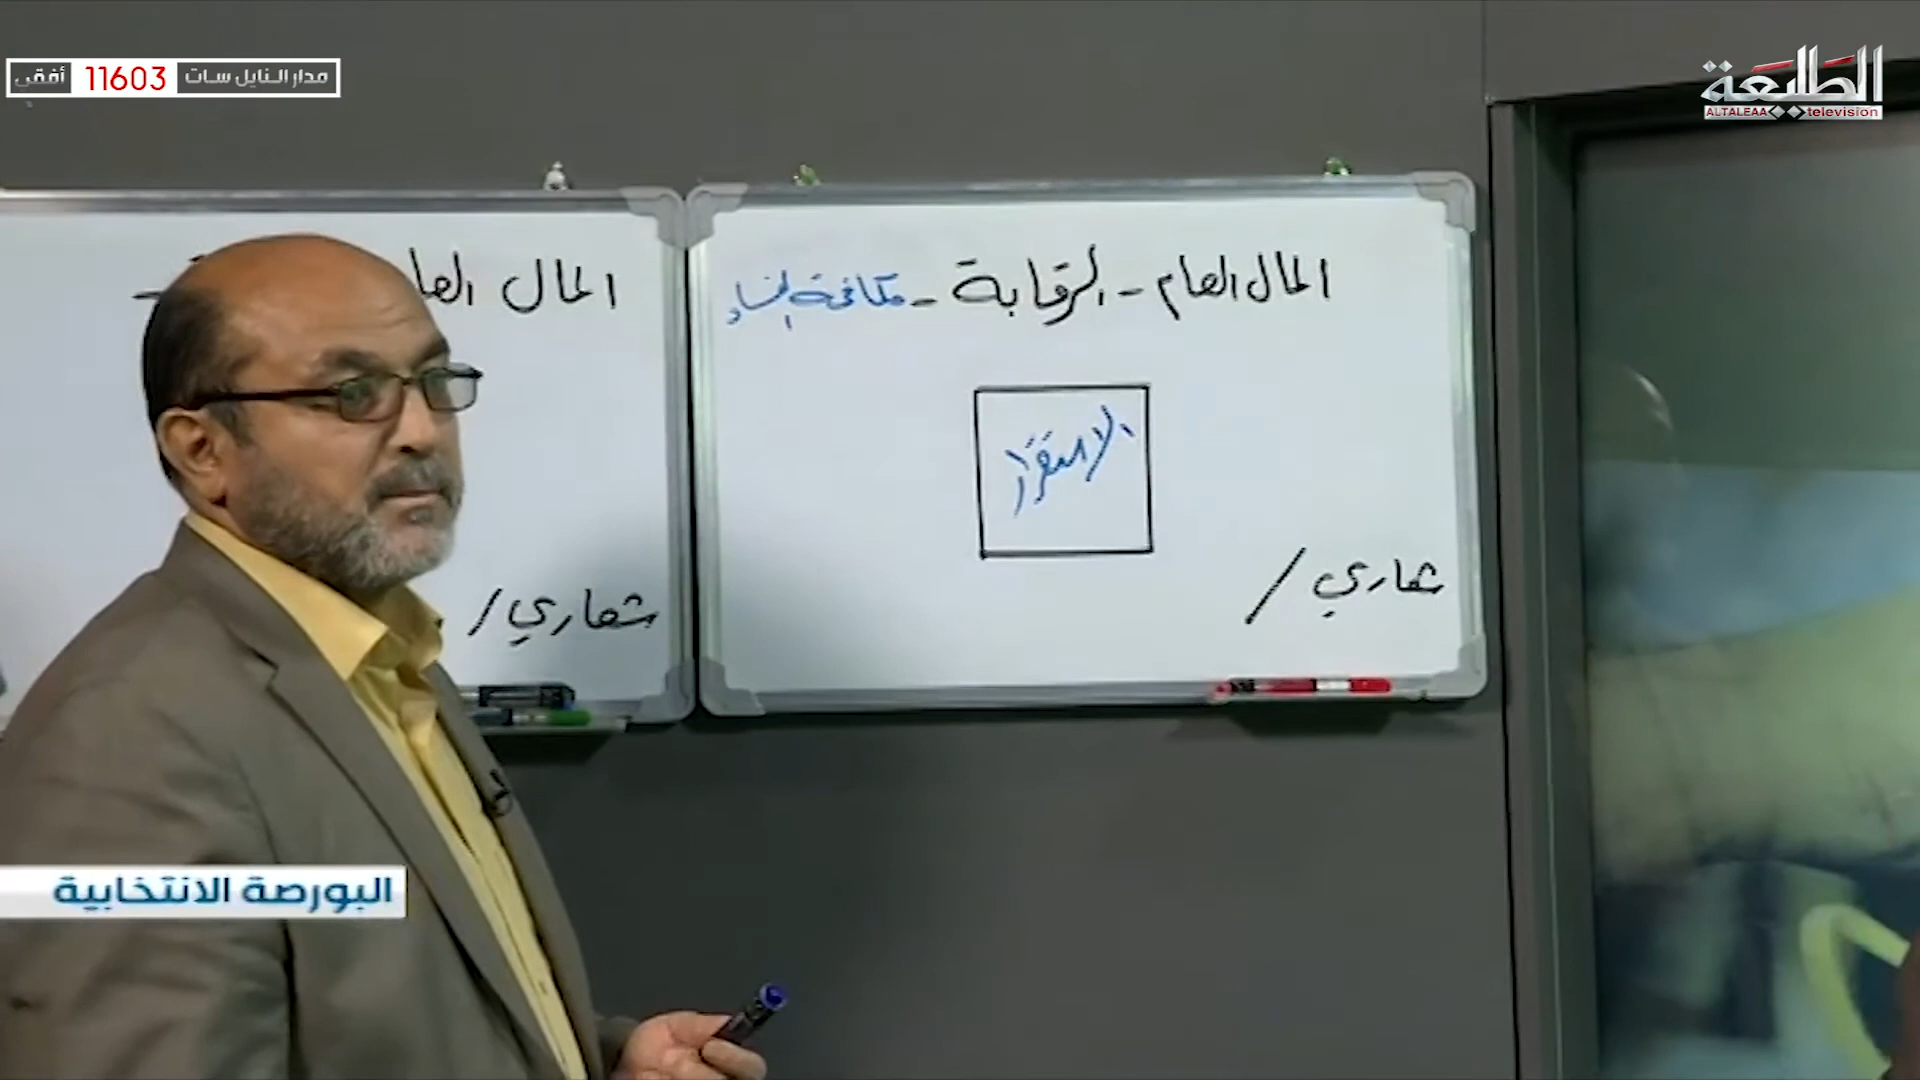 مدار النايل سات 11603 أفقي
الطليعة
ALTALEAA television
المال العام - الرقابة - مكافحة الفساد
الاستقرار
شعاري /
المال العا
شعاري /
البورصة الانتخابية